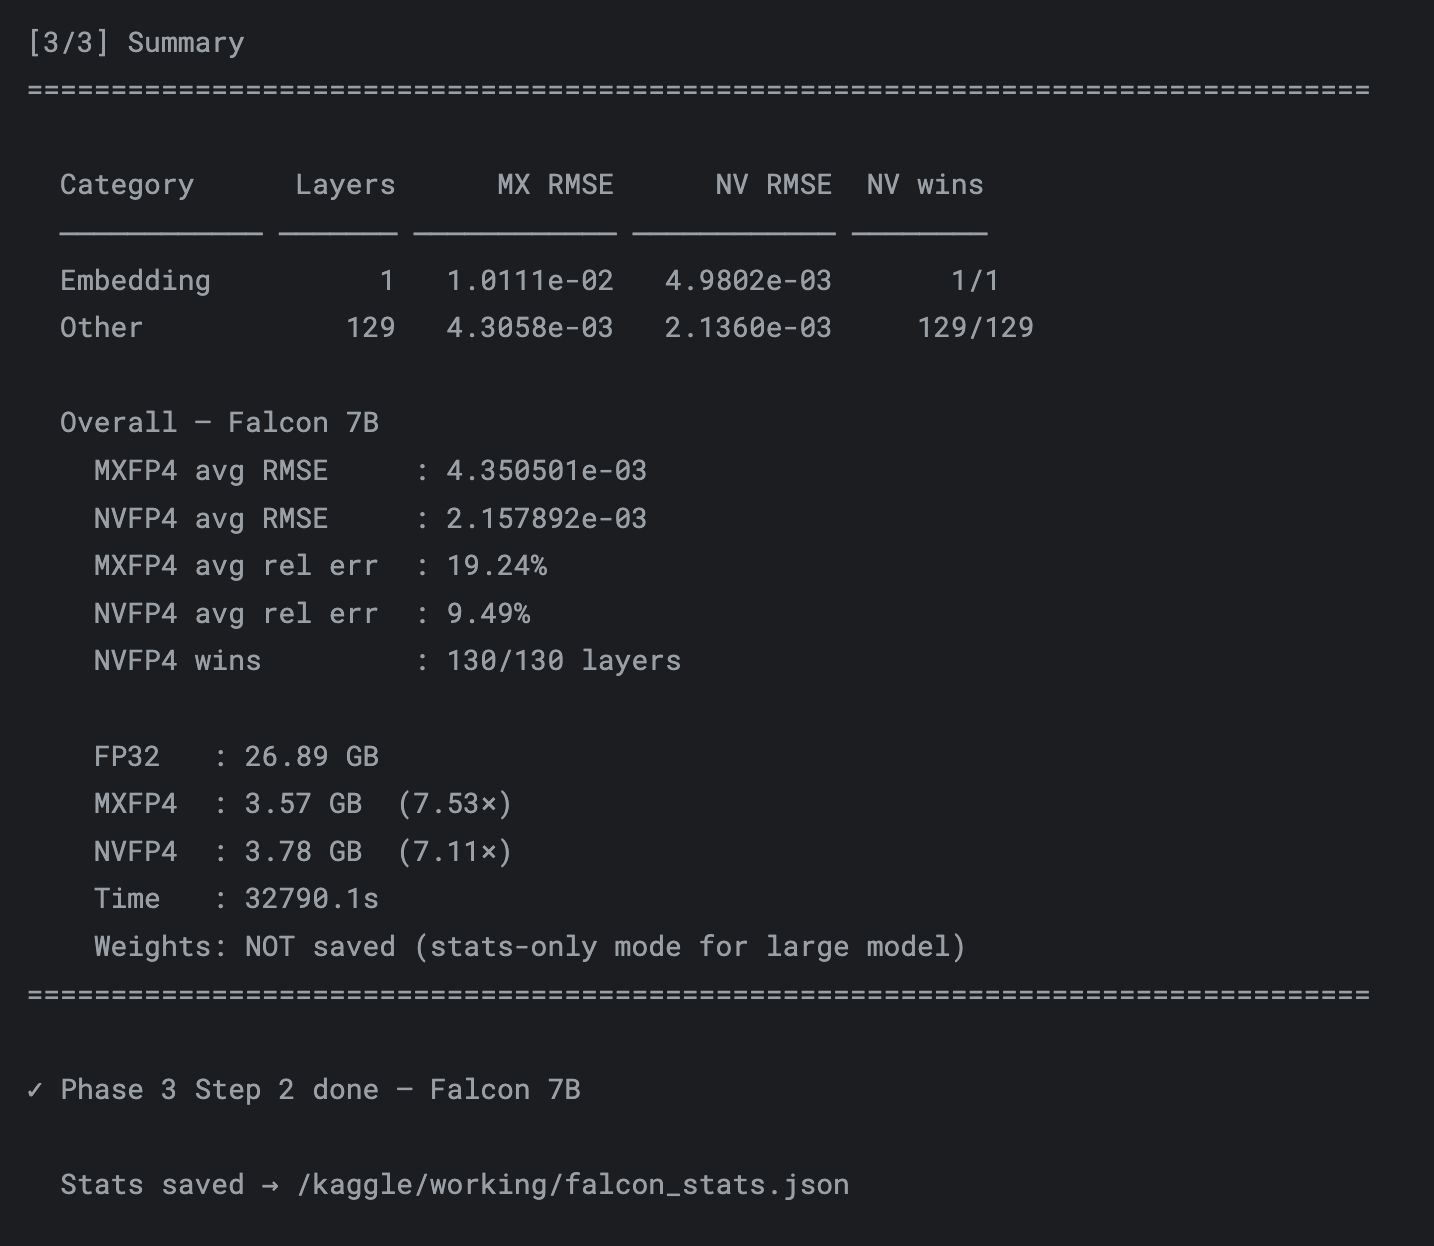 [3/3] Summary
================================================================================
Category Layers MX RMSE NV RMSE NV wins
──────────── ─────── ──────────── ──────────── ────────
Embedding 1 1.0111e-02 4.9802e-03 1/1
Other 129 4.3058e-03 2.1360e-03 129/129
Overall — Falcon 7B
MXFP4 avg RMSE : 4.350501e-03
NVFP4 avg RMSE : 2.157892e-03
MXFP4 avg rel err : 19.24%
NVFP4 avg rel err : 9.49%
NVFP4 wins : 130/130 layers
FP32 : 26.89 GB
MXFP4 : 3.57 GB (7.53×)
NVFP4 : 3.78 GB (7.11×)
Time : 32790.1s
Weights: NOT saved (stats-only mode for large model)
================================================================================
✓ Phase 3 Step 2 done — Falcon 7B
Stats saved → /kaggle/working/falcon_stats.json